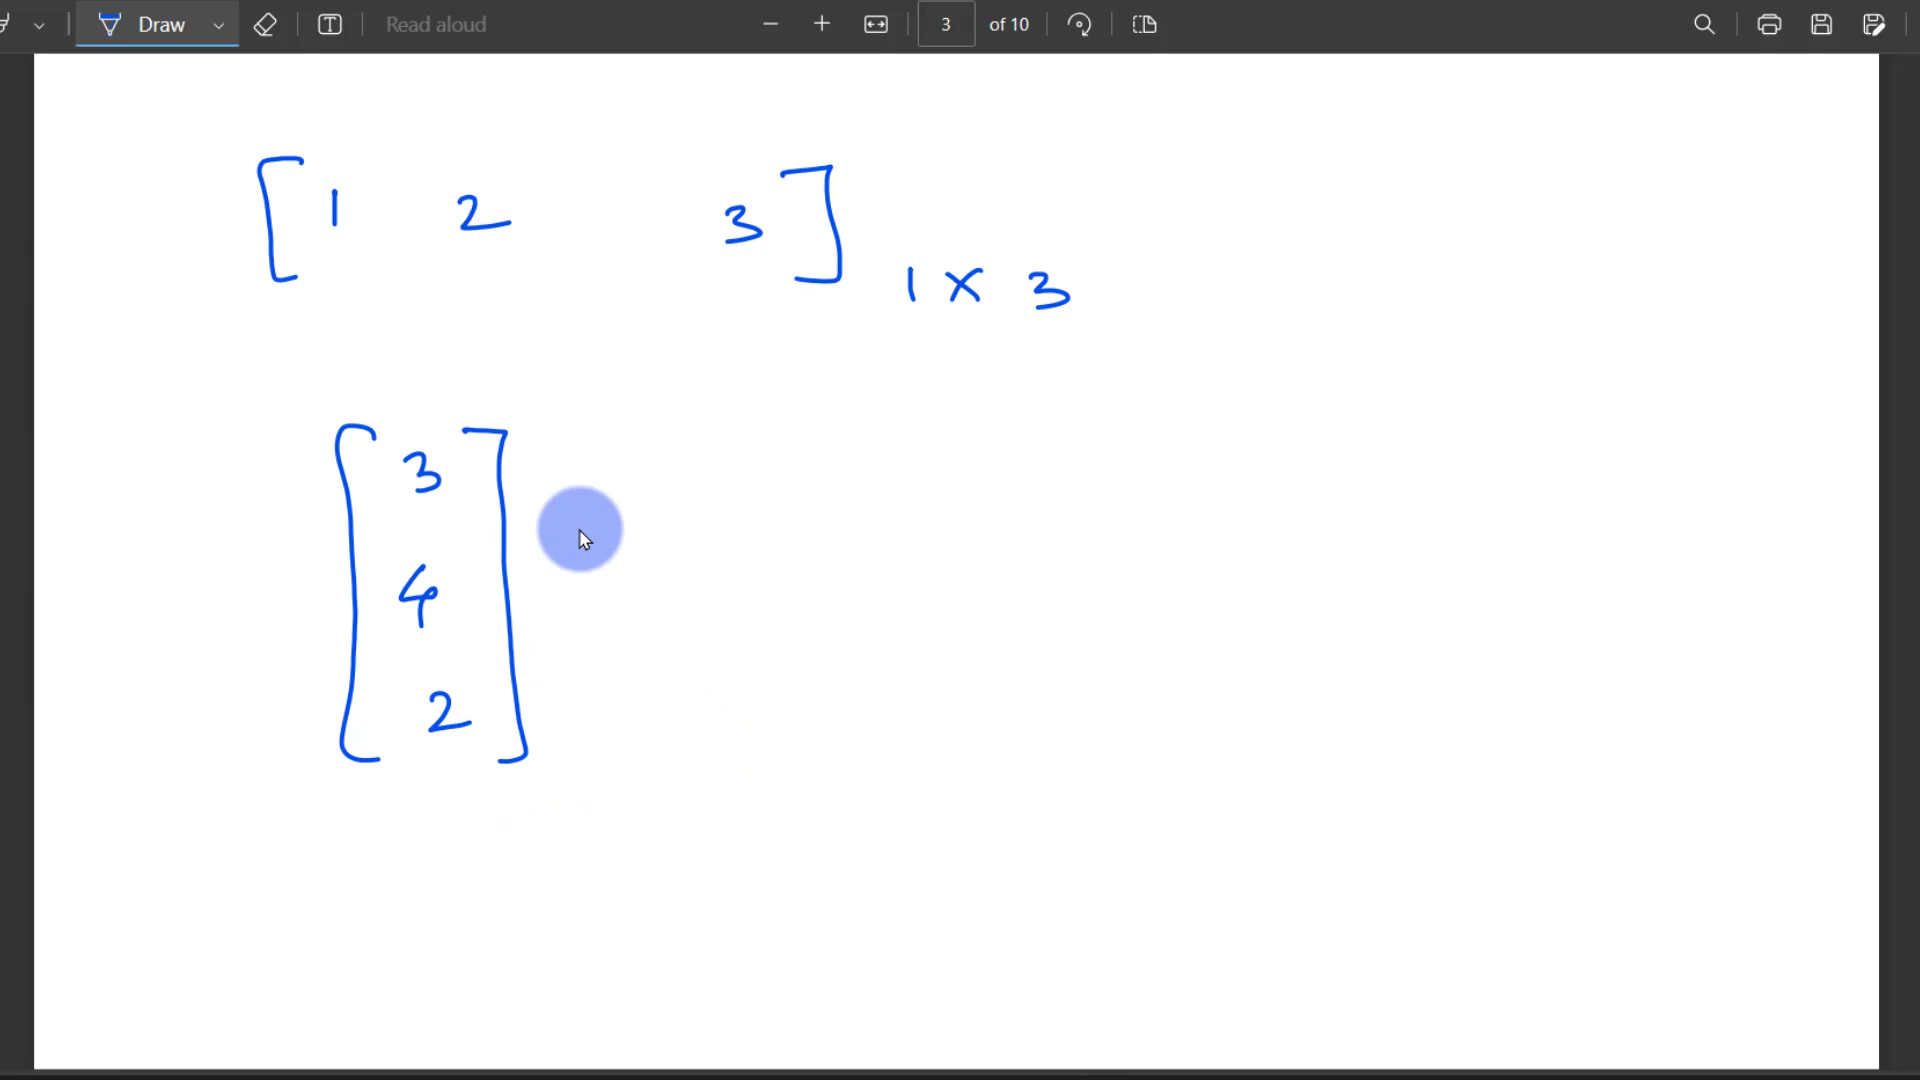 Draw
Read aloud
3 of 10
[ 1 2 3 ] 1 x 3
[ 3
4
2 ]